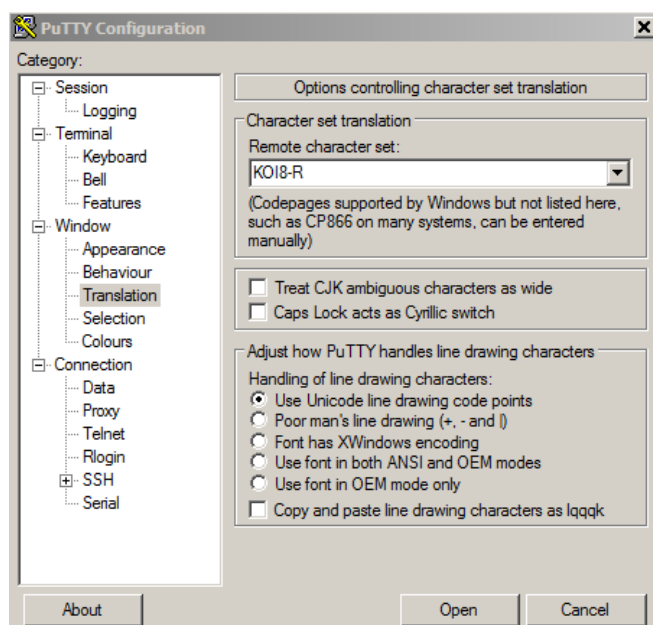 PuTTY Configuration
Category:
Session
Logging
Terminal
Keyboard
Bell
Features
Window
Appearance
Behaviour
Translation
Selection
Colours
Connection
Data
Proxy
Telnet
Rlogin
SSH
Serial
Options controlling character set translation
Character set translation
Remote character set:
KOI8-R
(Codepages supported by Windows but not listed here,
such as CP866 on many systems, can be entered
manually)
Treat CJK ambiguous characters as wide
Caps Lock acts as Cyrillic switch
Adjust how PuTTY handles line drawing characters
Handling of line drawing characters:
Use Unicode line drawing code points
Poor man's line drawing (+, - and |)
Font has XWindows encoding
Use font in both ANSI and OEM modes
Use font in OEM mode only
Copy and paste line drawing characters as lqqqk
About
Open
Cancel